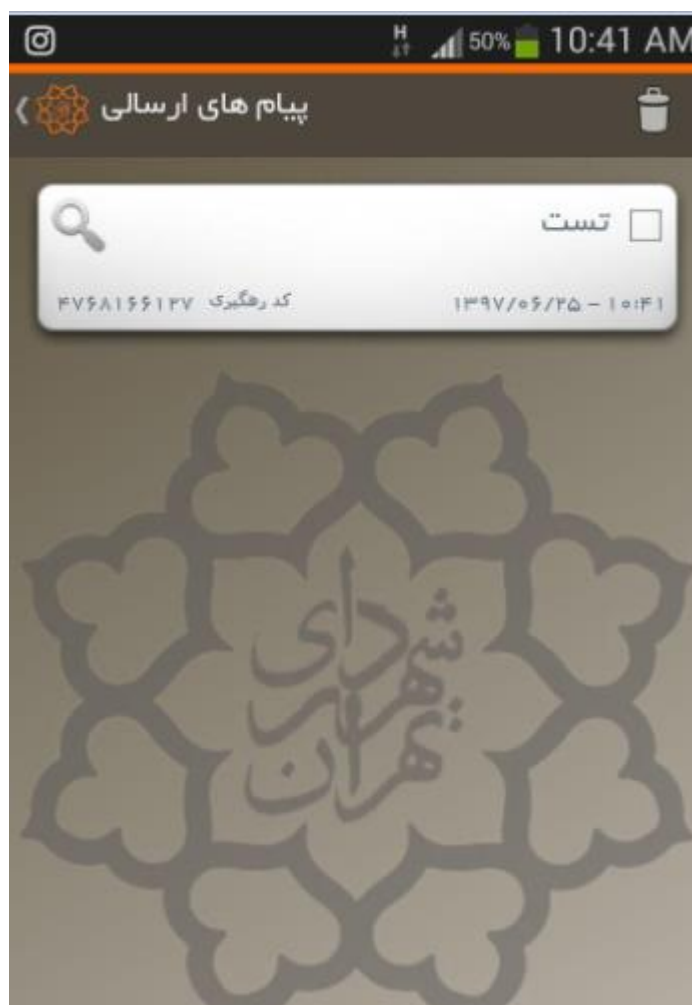 H 50% 10:41 AM
پیام های ارسالی
تست
۱۳۹۷/۰۶/۲۵ – ۱۰:۴۱ کد رهگیری ۴۷۶۸۱۶۶۱۲۷
شهرداری
تهران